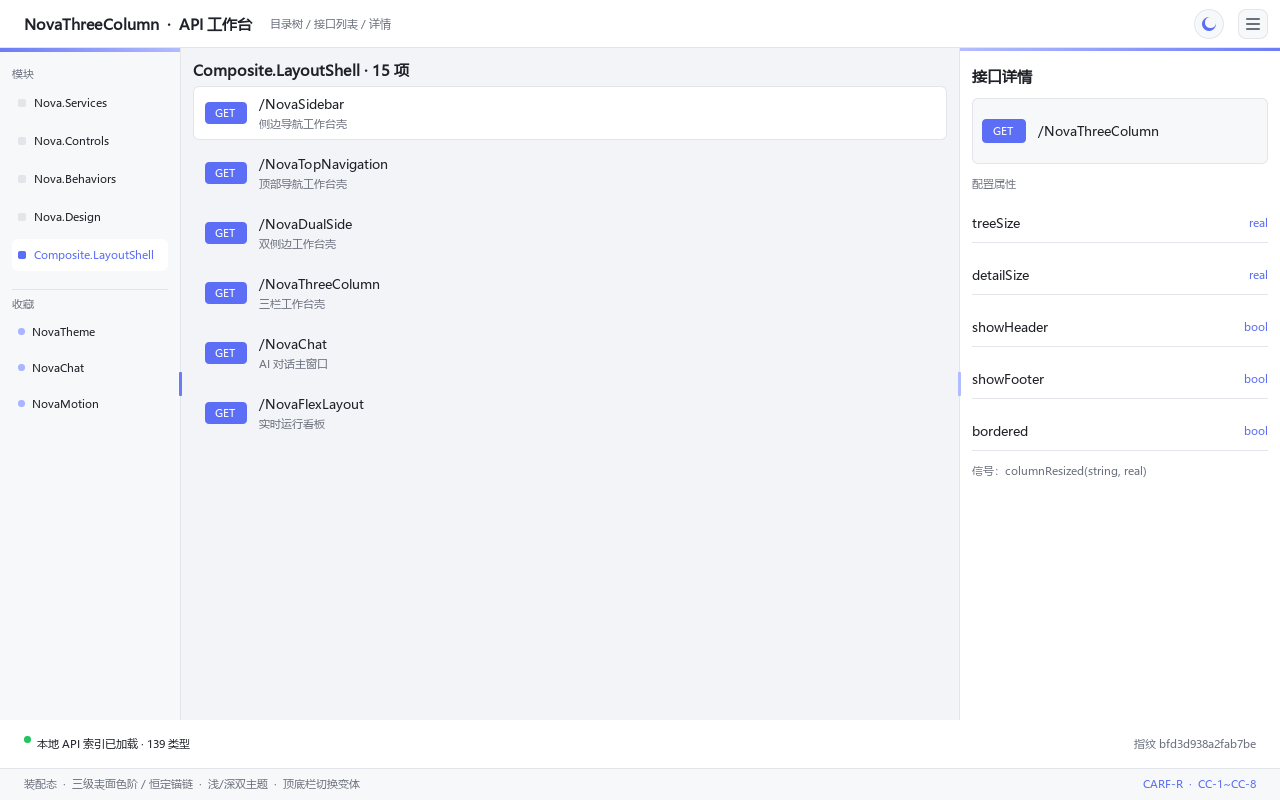 NovaThreeColumn · API 工作台
目录树 / 接口列表 / 详情
模块
Nova.Services
Nova.Controls
Nova.Behaviors
Nova.Design
Composite.LayoutShell
收藏
NovaTheme
NovaChat
NovaMotion
Composite.LayoutShell · 15 项
GET /NovaSidebar
侧边导航工作台壳
GET /NovaTopNavigation
顶部导航工作台壳
GET /NovaDualSide
双侧边工作台壳
GET /NovaThreeColumn
三栏工作台壳
GET /NovaChat
AI 对话主窗口
GET /NovaFlexLayout
实时运行看板
接口详情
GET /NovaThreeColumn
配置属性
treeSize real
detailSize real
showHeader bool
showFooter bool
bordered bool
信号：columnResized(string, real)
本地 API 索引已加载 · 139 类型
指纹 bfd3d938a2fab7be
装配态 · 三级表面色阶 / 恒定锚链 · 浅/深双主题 · 顶底栏切换变体
CARF-R · CC-1~CC-8